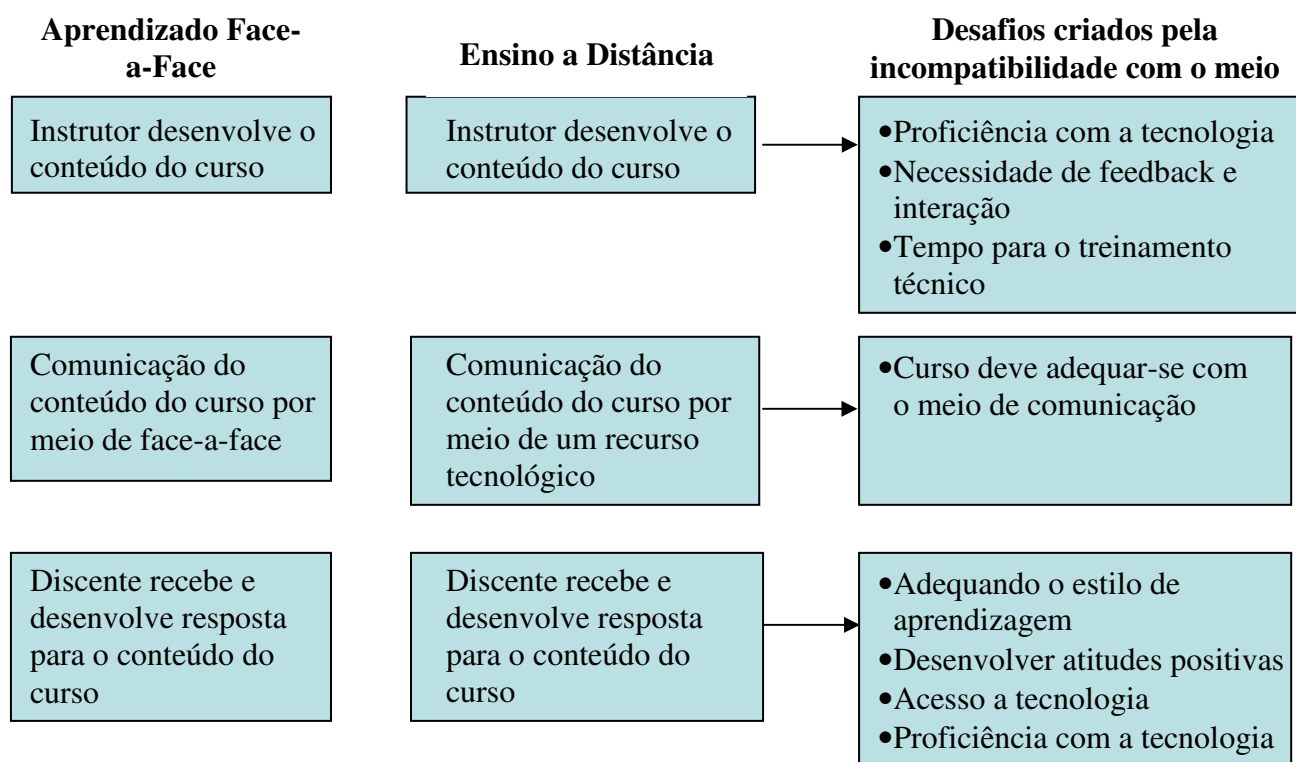 Aprendizado Face-
a-Face
Ensino a Distância
Desafios criados pela
incompatibilidade com o meio
Instrutor desenvolve o
conteúdo do curso
Instrutor desenvolve o
conteúdo do curso
•Proficiência com a tecnologia
•Necessidade de feedback e
interação
•Tempo para o treinamento
técnico
Comunicação do
conteúdo do curso por
meio de face-a-face
Comunicação do
conteúdo do curso por
meio de um recurso
tecnológico
•Curso deve adequar-se com
o meio de comunicação
Discente recebe e
desenvolve resposta
para o conteúdo do
curso
Discente recebe e
desenvolve resposta
para o conteúdo do
curso
•Adequando o estilo de
aprendizagem
•Desenvolver atitudes positivas
•Acesso a tecnologia
•Proficiência com a tecnologia